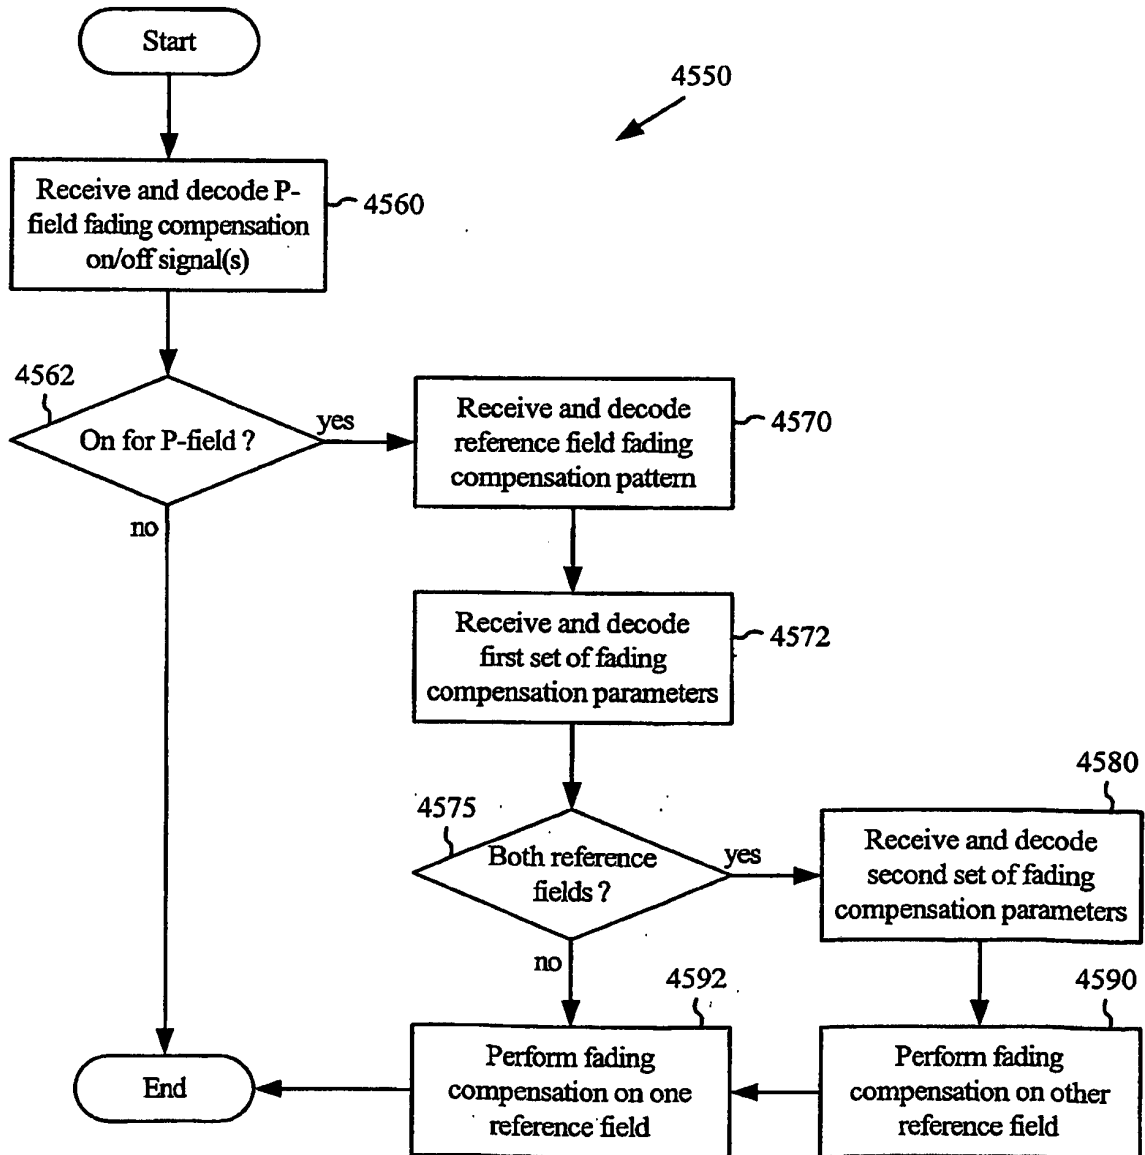 Start
4550
Receive and decode P-
field fading compensation
on/off signal(s)
4560
4562
On for P-field ?
yes
no
Receive and decode
reference field fading
compensation pattern
4570
Receive and decode
first set of fading
compensation parameters
4572
4575
Both reference
fields ?
yes
no
4580
Receive and decode
second set of fading
compensation parameters
4592
Perform fading
compensation on one
reference field
4590
Perform fading
compensation on other
reference field
End